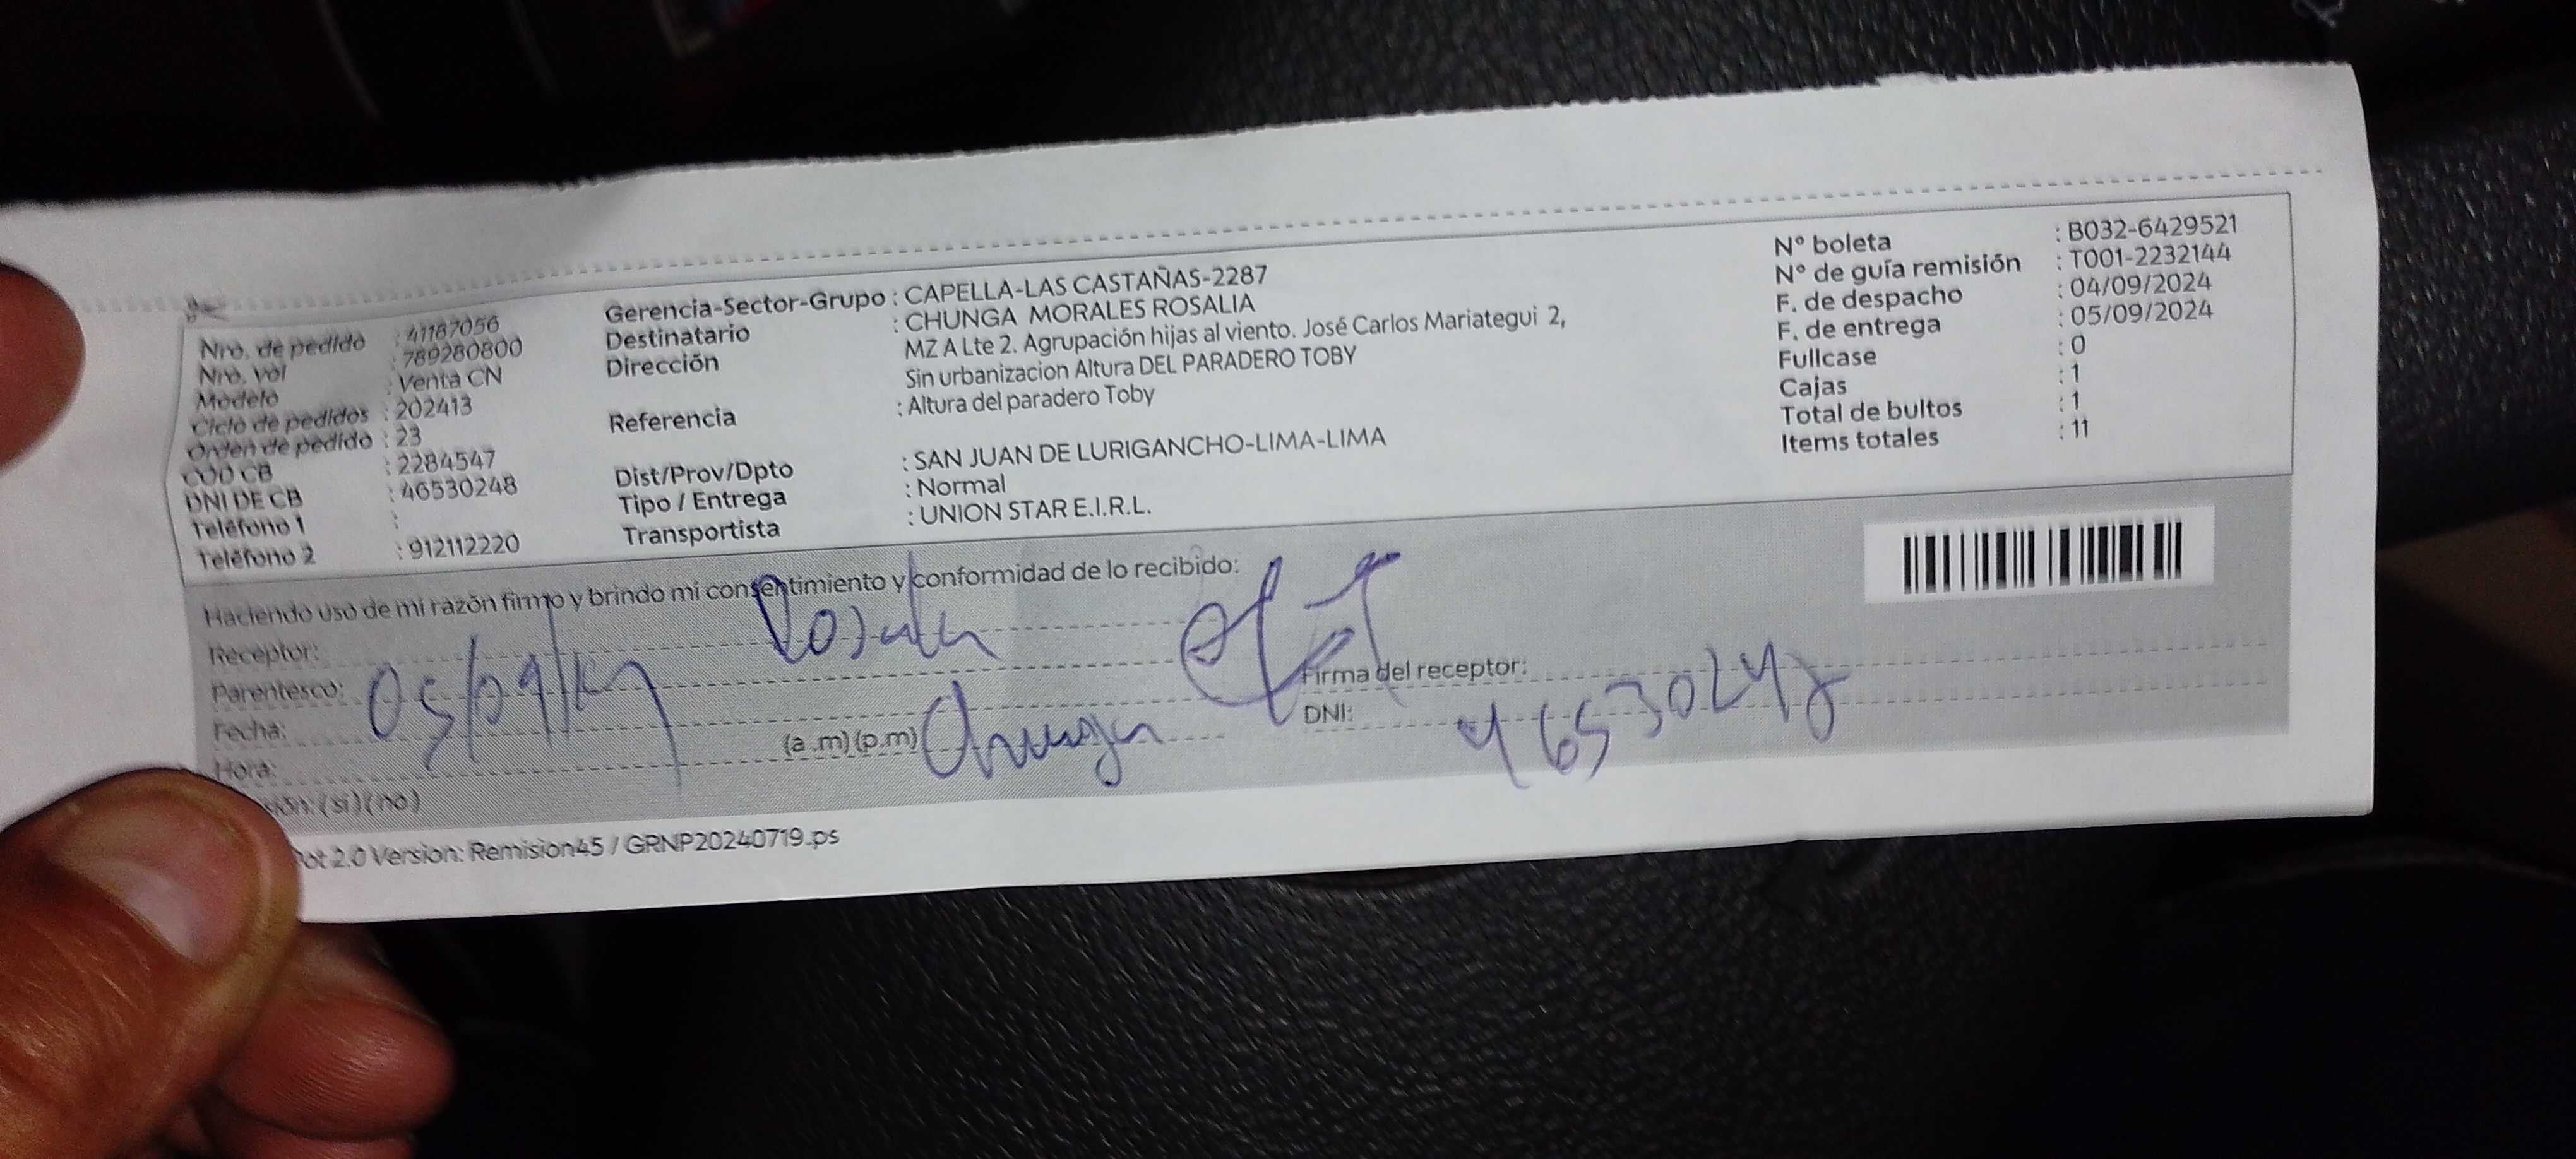 Nro. de pedido : 41187056
Nro. vol : 789280800
Modelo : Venta CN
Ciclo de pedidos : 202413
Orden de pedido : 23
COD CB : 2284547
DNI DE CB : 46530248
Teléfono 1 :
Teléfono 2 : 912112220
Gerencia-Sector-Grupo : CAPELLA-LAS CASTAÑAS-2287
Destinatario : CHUNGA MORALES ROSALIA
Dirección MZ A Lte 2. Agrupación hijas al viento. José Carlos Mariategui 2,
Sin urbanizacion Altura DEL PARADERO TOBY
Referencia : Altura del paradero Toby
Dist/Prov/Dpto : SAN JUAN DE LURIGANCHO-LIMA-LIMA
Tipo / Entrega : Normal
Transportista : UNION STAR E.I.R.L.
N° boleta : B032-6429521
N° de guía remisión : T001-2232144
F. de despacho : 04/09/2024
F. de entrega : 05/09/2024
Fullcase : 0
Cajas : 1
Total de bultos : 1
Items totales : 11
Haciendo uso de mi razón firmo y brindo mi consentimiento y conformidad de lo recibido:
Receptor:
Parentesco:
Fecha: 05/09/24
Hora: (a.m)(p.m) Chunga
(si)(no)
Firma del receptor:
DNI: 46530248
2.0 Version: Remision45 / GRNP20240719.ps